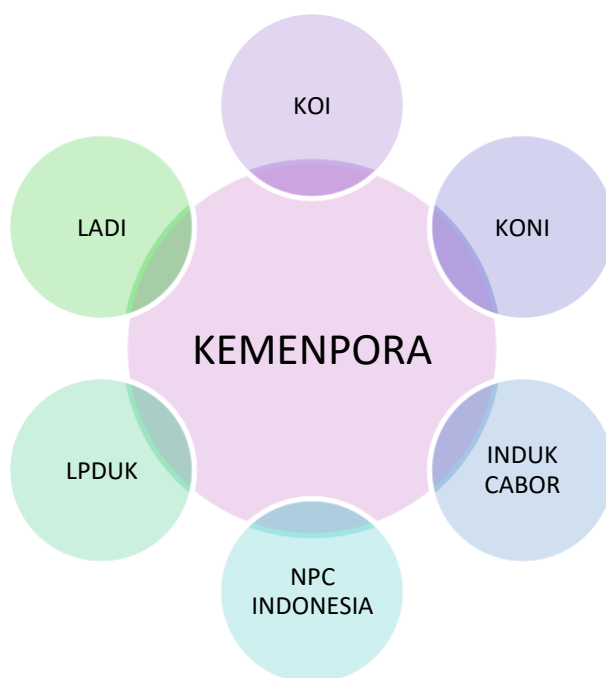 KOI
LADI
KONI
KEMENPORA
LPDUK
INDUK
CABOR
NPC
INDONESIA